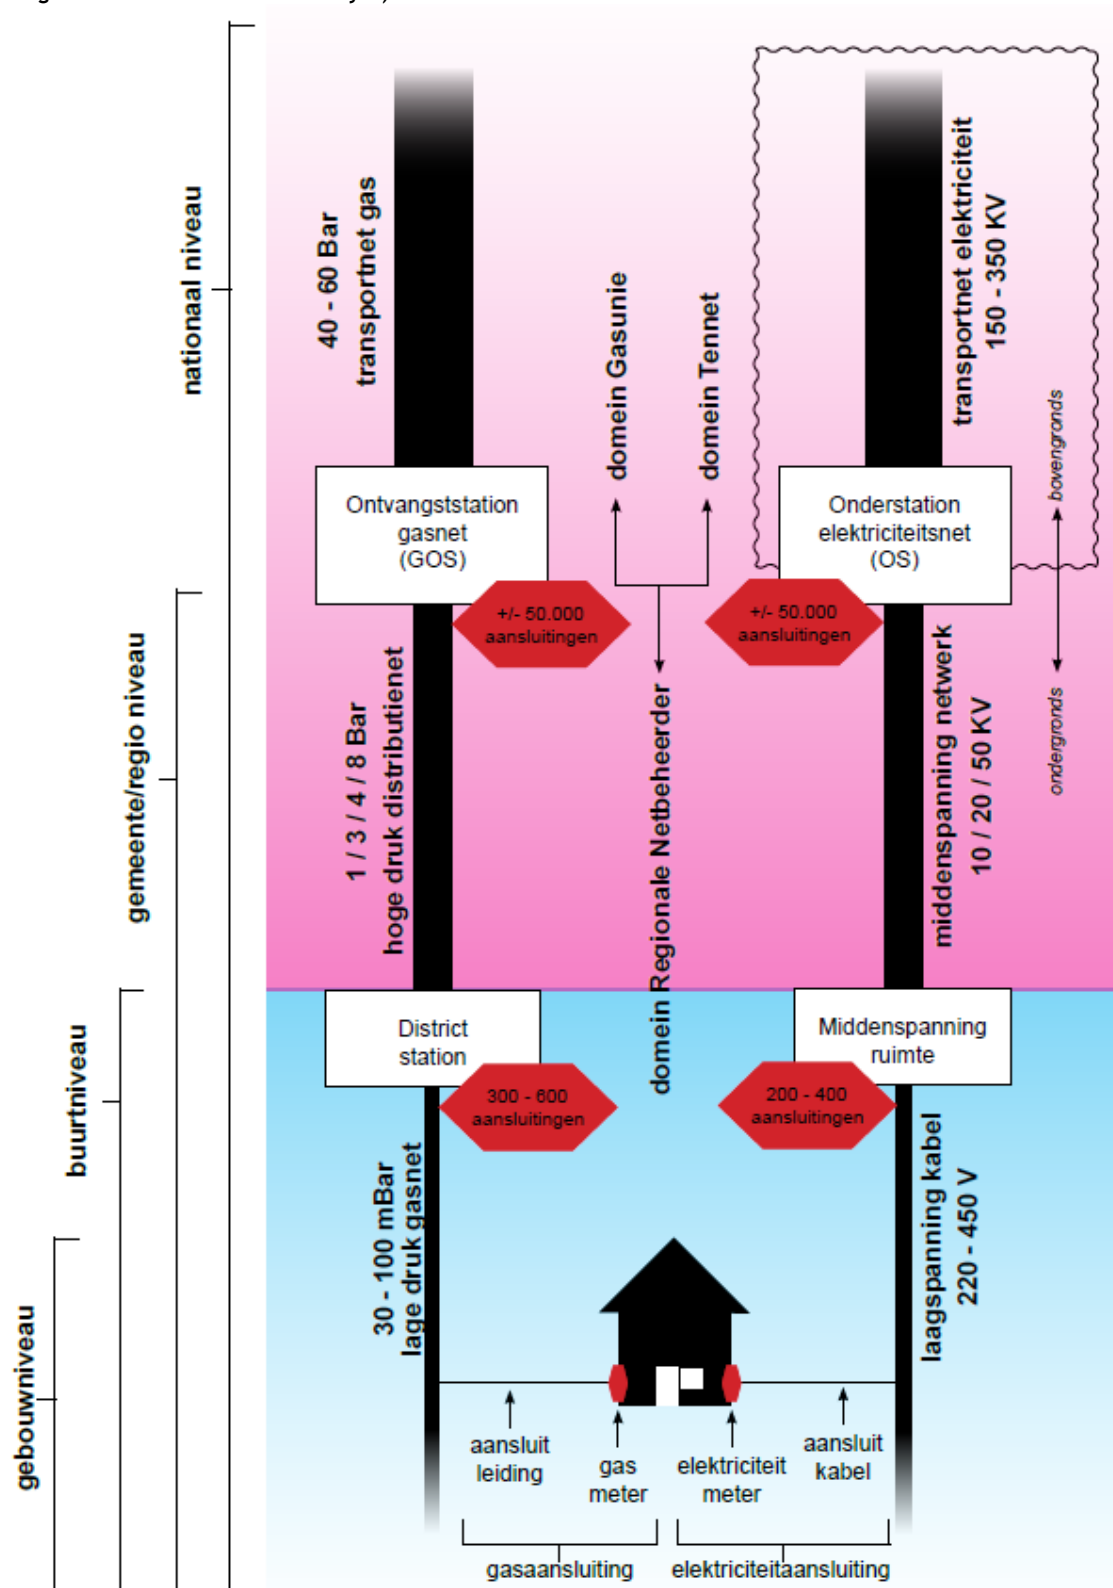 nationaal niveau
40 - 60 Bar
transportnet gas
domein Gasunie
domein Tennet
transportnet elektriciteit
150 - 350 KV
bovengronds
ondergronds
Ontvangststation
gasnet
(GOS)
Onderstation
elektriciteitsnet
(OS)
+/- 50.000
aansluitingen
+/- 50.000
aansluitingen
gemeente/regio niveau
1 / 3 / 4 / 8 Bar
hoge druk distributienet
domein Regionale Netbeheerder
middenspanning netwerk
10 / 20 / 50 KV
District
station
Middenspanning
ruimte
300 - 600
aansluitingen
200 - 400
aansluitingen
buurtniveau
30 - 100 mBar
lage druk gasnet
laagspanning kabel
220 - 450 V
gebouwniveau
aansluit
leiding
gas
meter
elektriciteit
meter
aansluit
kabel
gasaansluiting
elektriciteitaansluiting